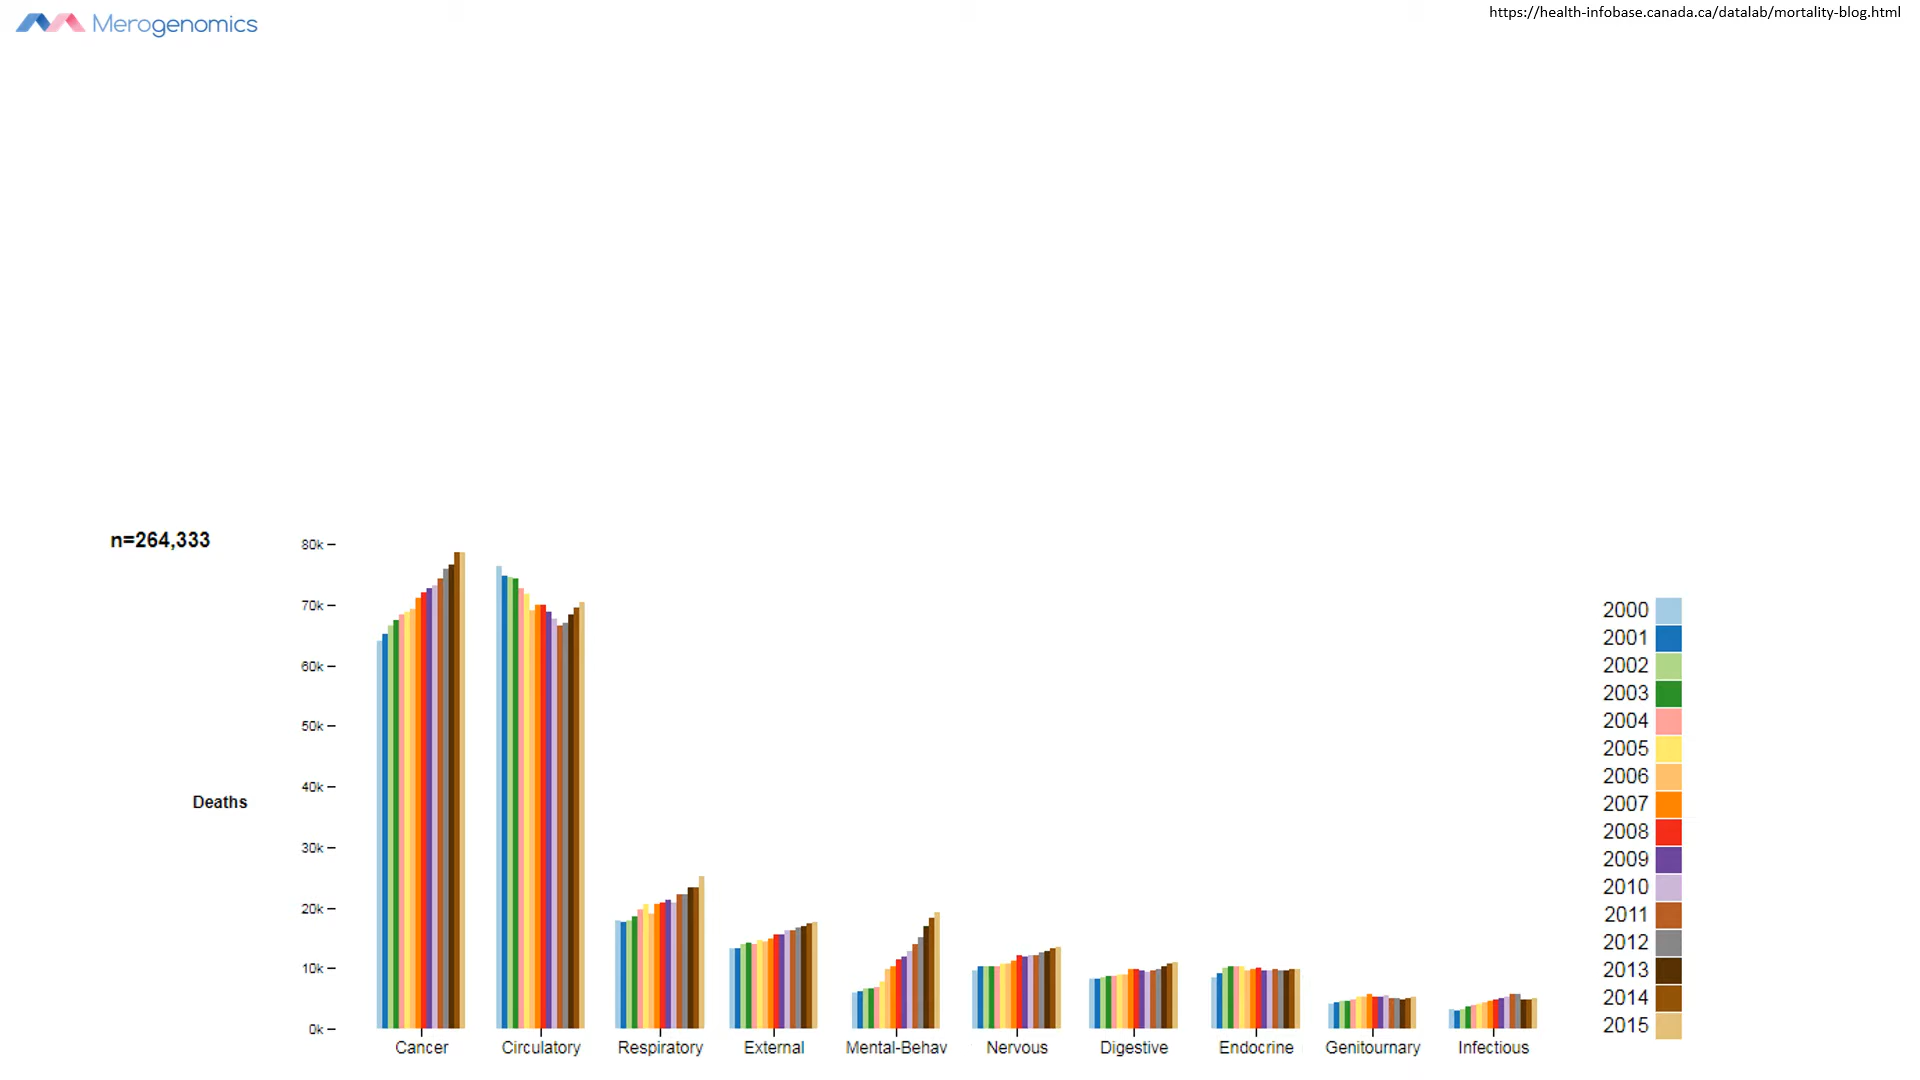 Merogenomics
https://health-infobase.canada.ca/datalab/mortality-blog.html
n=264,333
80k
70k
60k
50k
40k
30k
20k
10k
0k
Deaths
Cancer
Circulatory
Respiratory
External
Mental-Behav
Nervous
Digestive
Endocrine
Genitournary
Infectious
2000
2001
2002
2003
2004
2005
2006
2007
2008
2009
2010
2011
2012
2013
2014
2015